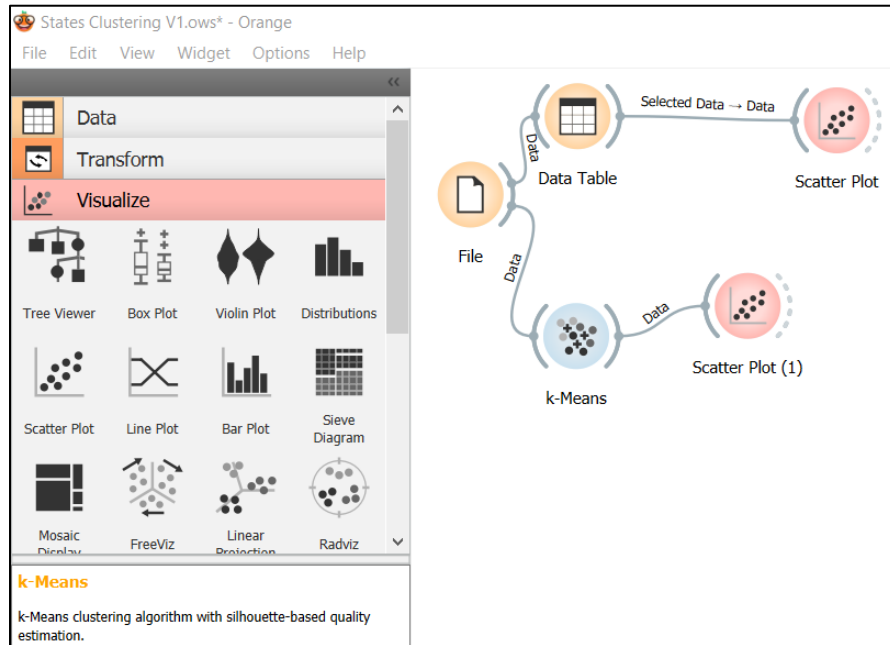 States Clustering V1.ows* - Orange
File Edit View Widget Options Help
«
Data
Transform
Visualize
Tree Viewer Box Plot Violin Plot Distributions
Scatter Plot Line Plot Bar Plot Sieve
Diagram
Mosaic
Display FreeViz Linear
Projection Radviz
k-Means
k-Means clustering algorithm with silhouette-based quality
estimation.
Selected Data → Data
Data
Data Table
Scatter Plot
File
Data
Data
Scatter Plot (1)
k-Means